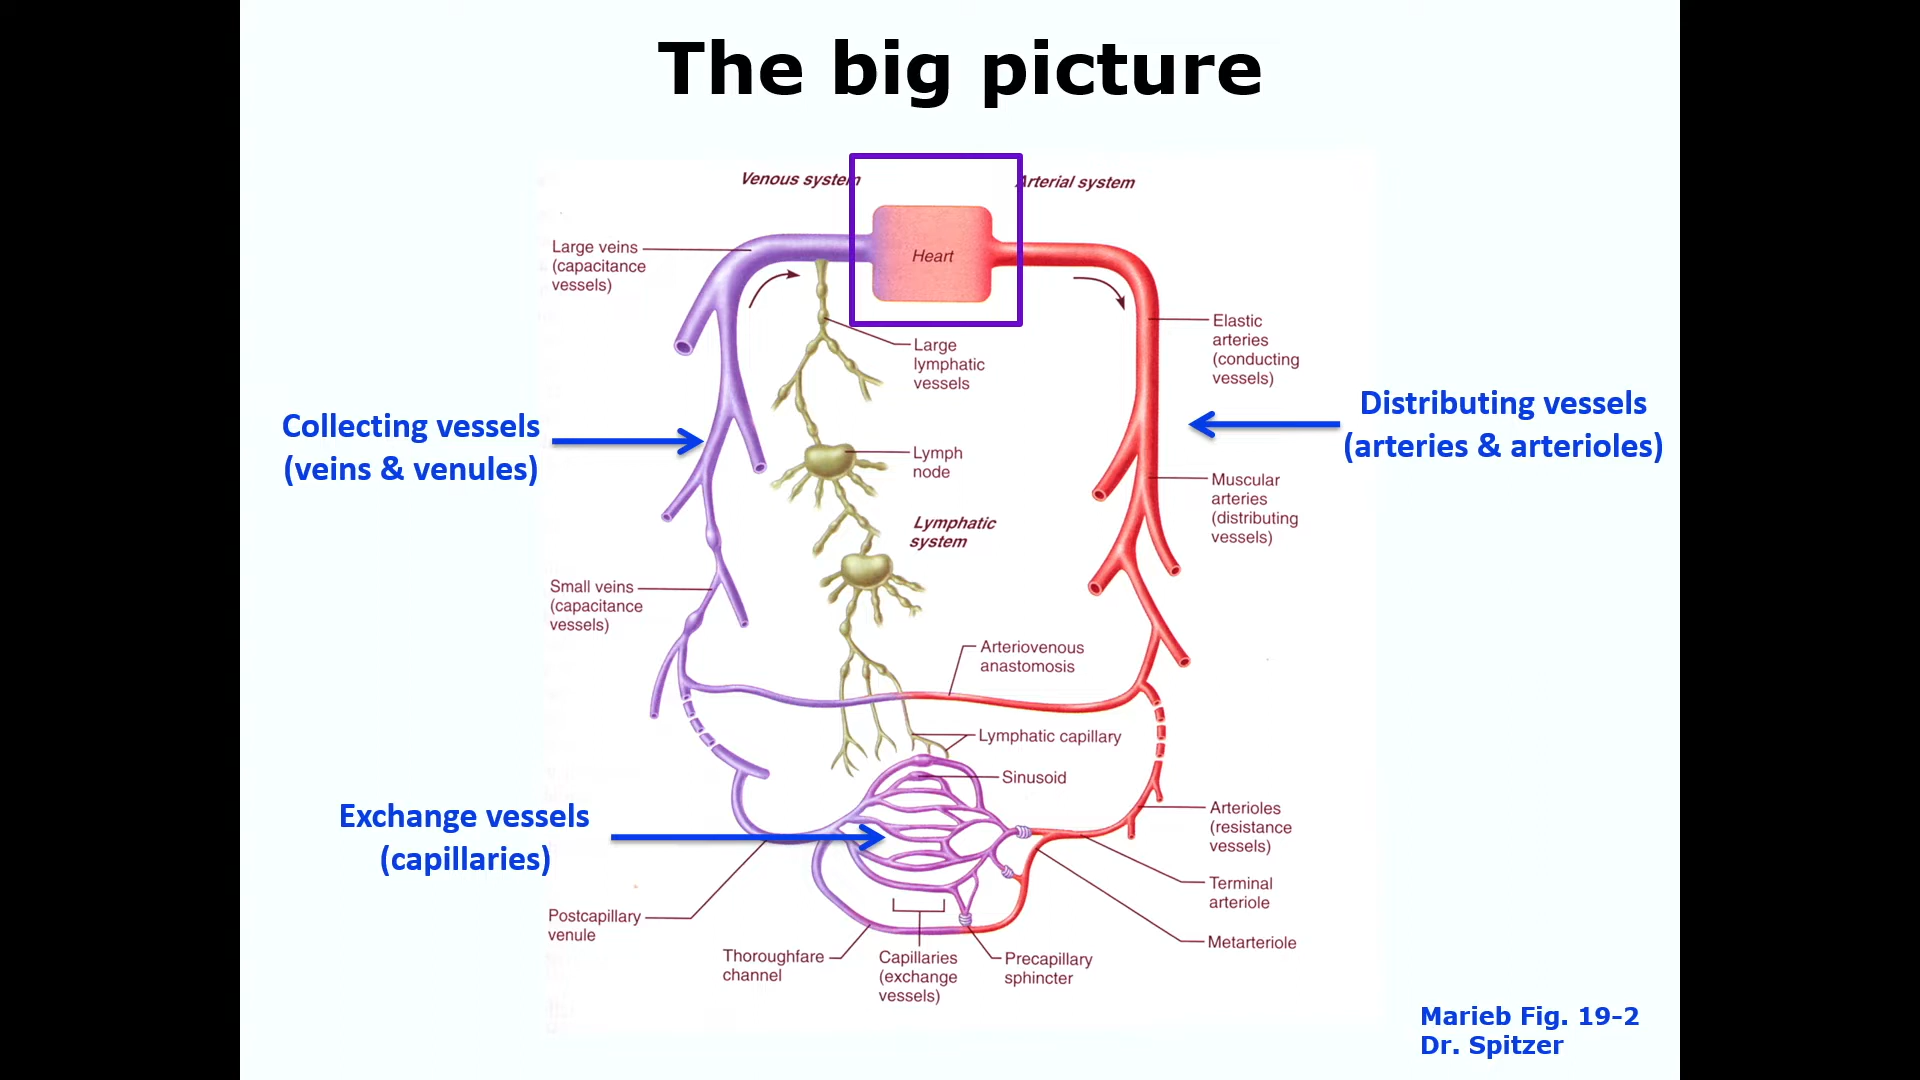 The big picture
Venous system
Arterial system
Heart
Large veins
(capacitance
vessels)
Large
lymphatic
vessels
Elastic
arteries
(conducting
vessels)
Collecting vessels
(veins & venules)
Distributing vessels
(arteries & arterioles)
Lymph
node
Muscular
arteries
(distributing
vessels)
Lymphatic
system
Small veins
(capacitance
vessels)
Arteriovenous
anastomosis
Lymphatic capillary
Sinusoid
Exchange vessels
(capillaries)
Arterioles
(resistance
vessels)
Terminal
arteriole
Postcapillary
venule
Metarteriole
Thoroughfare
channel
Capillaries
(exchange
vessels)
Precapillary
sphincter
Marieb Fig. 19-2
Dr. Spitzer